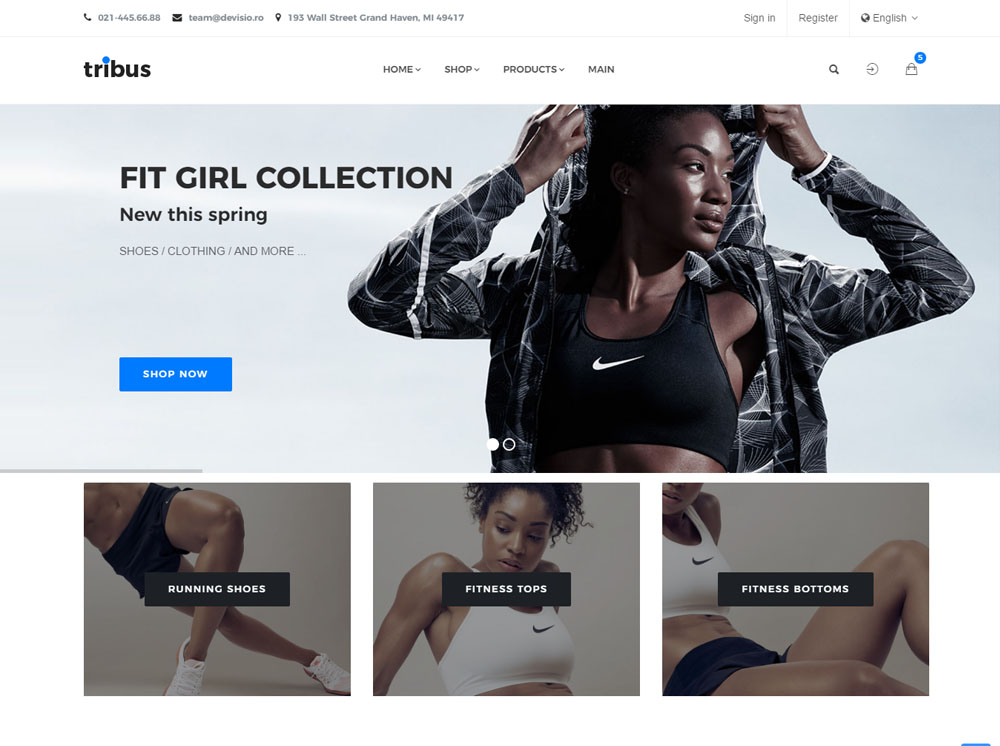 021-445.66.88 team@devisio.ro 193 Wall Street Grand Haven, MI 49417 Sign in Register English
tribus HOME SHOP PRODUCTS MAIN 5
FIT GIRL COLLECTION
New this spring
SHOES / CLOTHING / AND MORE ...
SHOP NOW
RUNNING SHOES FITNESS TOPS FITNESS BOTTOMS